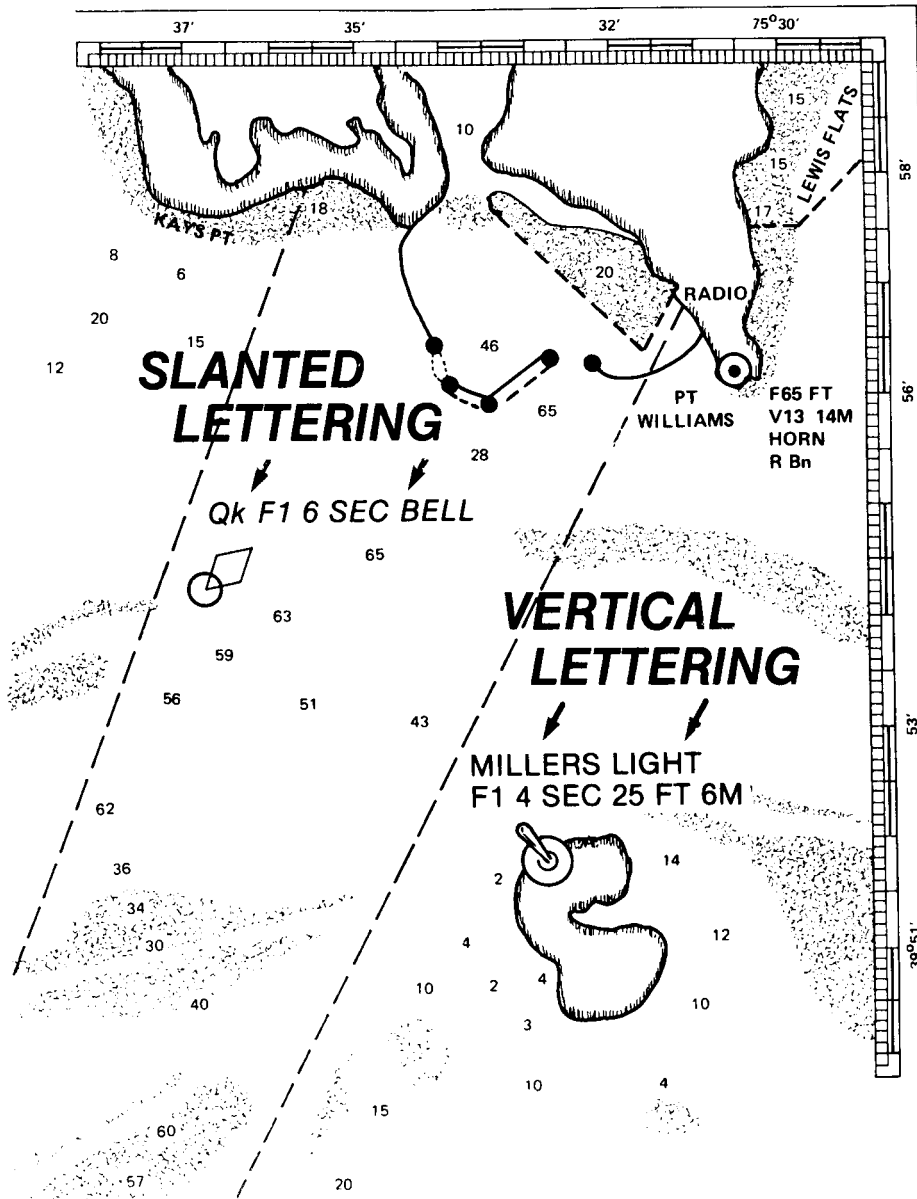 37' 35' 32' 75°30'
10
15
LEWIS FLATS
58'
15
18
17
KAYS PT.
8
6
20
RADIO
20
15
46
12
SLANTED
LETTERING
65
PT
WILLIAMS
56'
F65 FT
V13 14M
HORN
R Bn
28
Qk F1 6 SEC BELL
65
63
VERTICAL
LETTERING
59
56
51
43
53'
MILLERS LIGHT
F1 4 SEC 25 FT 6M
62
36
2
14
34
30
4
12
39°51'
40
10
2
4
10
3
10
4
15
60
57
20